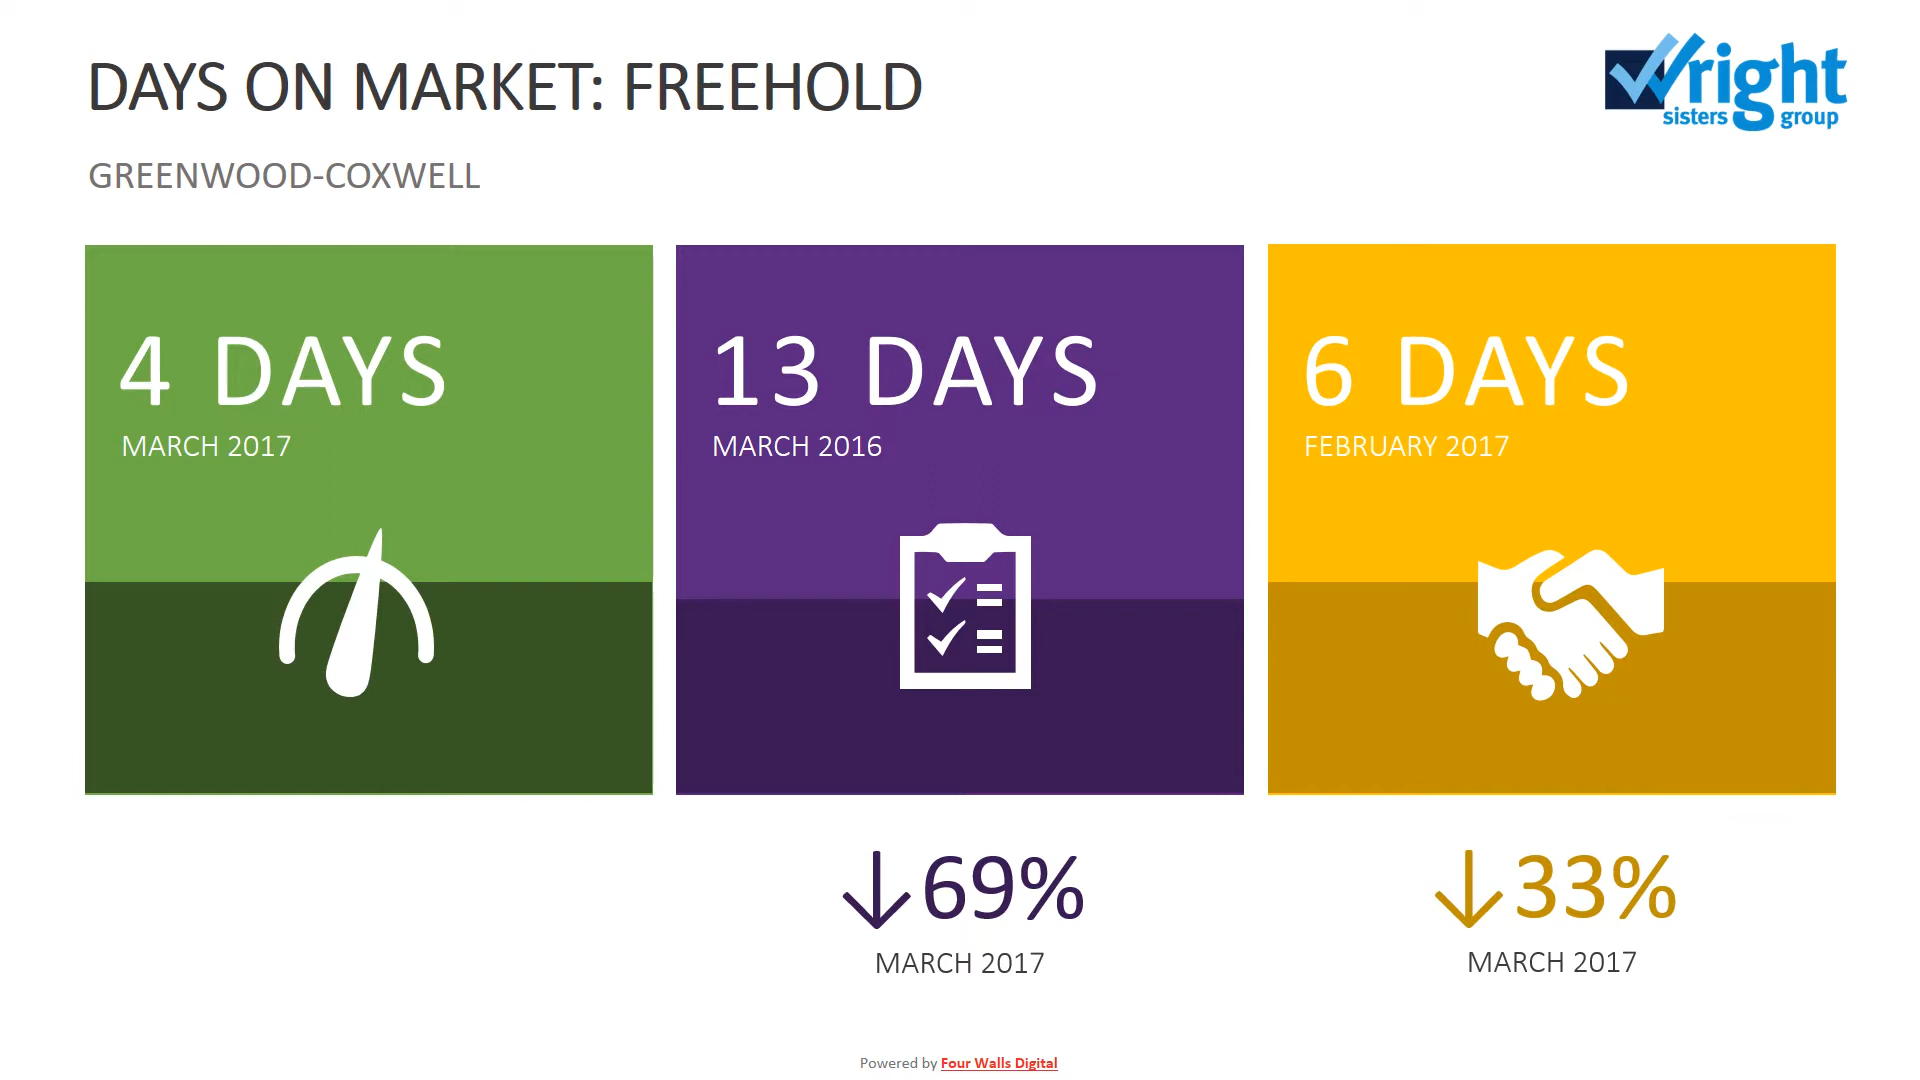 DAYS ON MARKET: FREEHOLD
Wright
sisters group
GREENWOOD-COXWELL
4 DAYS
MARCH 2017
13 DAYS
MARCH 2016
6 DAYS
FEBRUARY 2017
↓69%
MARCH 2017
↓33%
MARCH 2017
Powered by Four Walls Digital